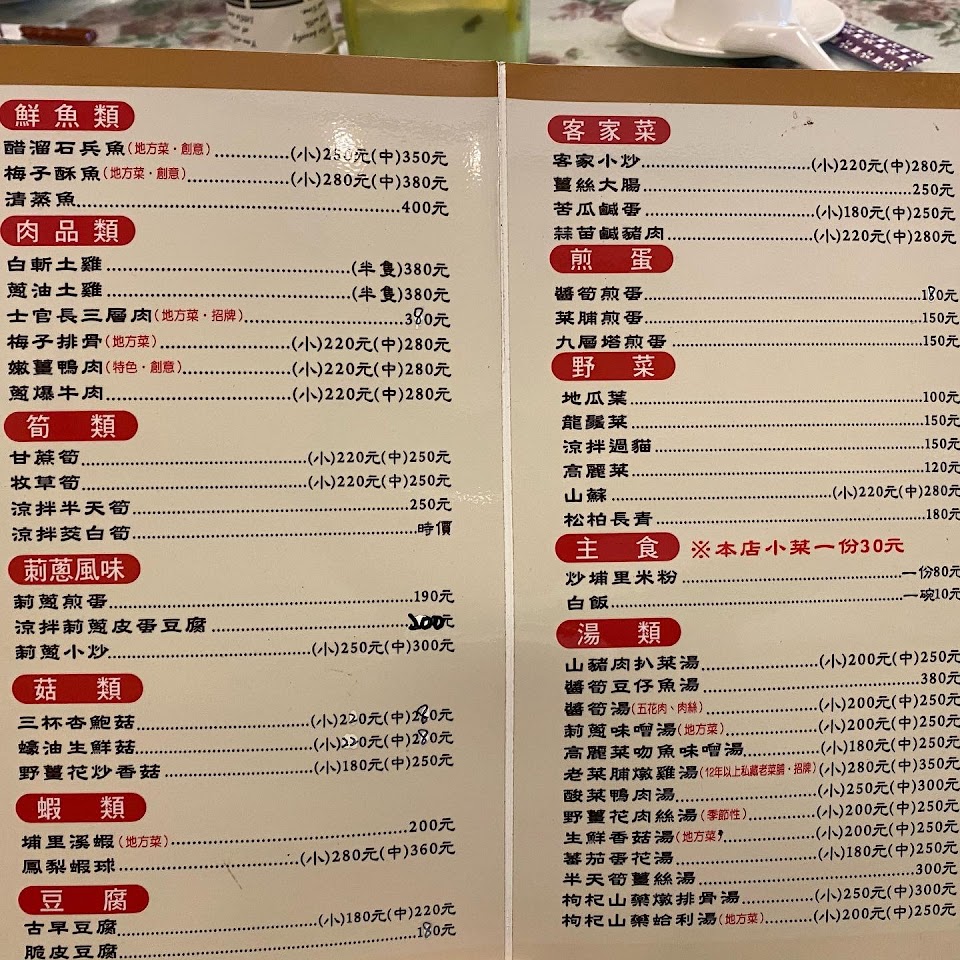 鮮魚類
醋溜石兵魚(地方菜·創意)......(小)250元(中)350元
梅子酥魚(地方菜·創意)......(小)280元(中)380元
清蒸魚......400元
肉品類
白斬土雞......(半隻)380元
蔥油土雞......(半隻)380元
士官長三層肉(地方菜·招牌)......380元
梅子排骨(地方菜)......(小)220元(中)280元
嫩薑鴨肉(特色·創意)......(小)220元(中)280元
蔥爆牛肉......(小)220元(中)280元
筍類
甘蔗筍......(小)220元(中)250元
牧草筍......(小)220元(中)250元
涼拌半天筍......250元
涼拌茭白筍......時價
莿蔥風味
莿蔥煎蛋......190元
涼拌莿蔥皮蛋豆腐......200元
莿蔥小炒......(小)250元(中)300元
菇類
三杯杏鮑菇......(小)220元(中)280元
蠔油生鮮菇......(小)220元(中)280元
野薑花炒香菇......(小)180元(中)250元
蝦類
埔里溪蝦(地方菜)......200元
鳳梨蝦球......(小)280元(中)360元
豆腐
古早豆腐......(小)180元(中)220元
脆皮豆腐......180元
客家菜
客家小炒......(小)220元(中)280元
薑絲大腸......250元
苦瓜鹹蛋......(小)180元(中)250元
蒜苗鹹豬肉......(小)220元(中)280元
煎蛋
醬筍煎蛋......180元
菜脯煎蛋......150元
九層塔煎蛋......150元
野菜
地瓜菜......100元
龍鬚菜......150元
涼拌過貓......150元
高麗菜......120元
山蘇......(小)220元(中)280元
松柏長青......180元
主食 ※本店小菜一份30元
炒埔里米粉......一份80元
白飯......一碗10元
湯類
山豬肉扒菜湯......(小)200元(中)250元
醬筍豆仔魚湯......380元
醬筍湯(五花肉、肉絲)......(小)200元(中)250元
莿蔥味噌湯(地方菜)......(小)200元(中)250元
高麗菜吻魚味噌湯......(小)180元(中)250元
老菜脯燉雞湯(12年以上私藏老菜脯·招牌)(小)280元(中)350元
酸菜鴨肉湯......(小)250元(中)300元
野薑花肉絲湯(季節性)......(小)200元(中)250元
生鮮香菇湯(地方菜)......(小)200元(中)250元
蕃茄蛋花湯......(小)180元(中)250元
半天筍薑絲湯......300元
枸杞山藥燉排骨湯......(小)250元(中)300元
枸杞山藥蛤利湯(地方菜)......(小)200元(中)250元